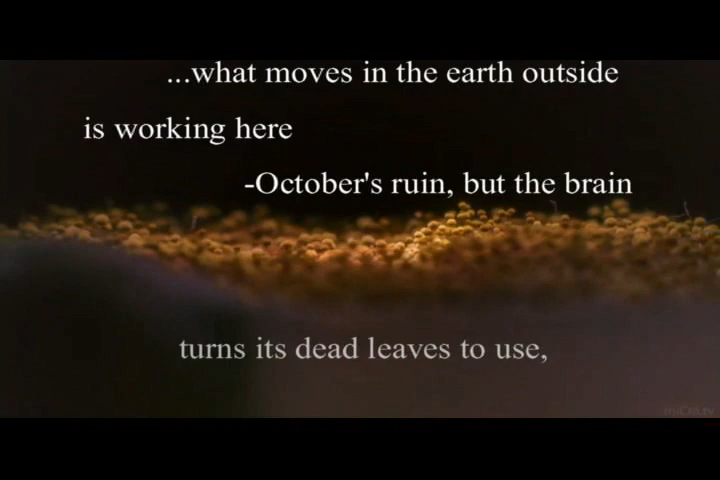 ...what moves in the earth outside
is working here
-October's ruin, but the brain
turns its dead leaves to use,